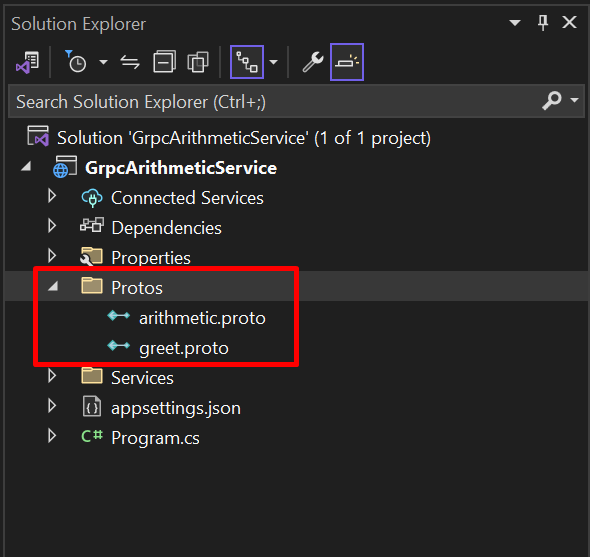 Solution Explorer
Search Solution Explorer (Ctrl+;)
Solution 'GrpcArithmeticService' (1 of 1 project)
GrpcArithmeticService
Connected Services
Dependencies
Properties
Protos
arithmetic.proto
greet.proto
Services
appsettings.json
C# Program.cs